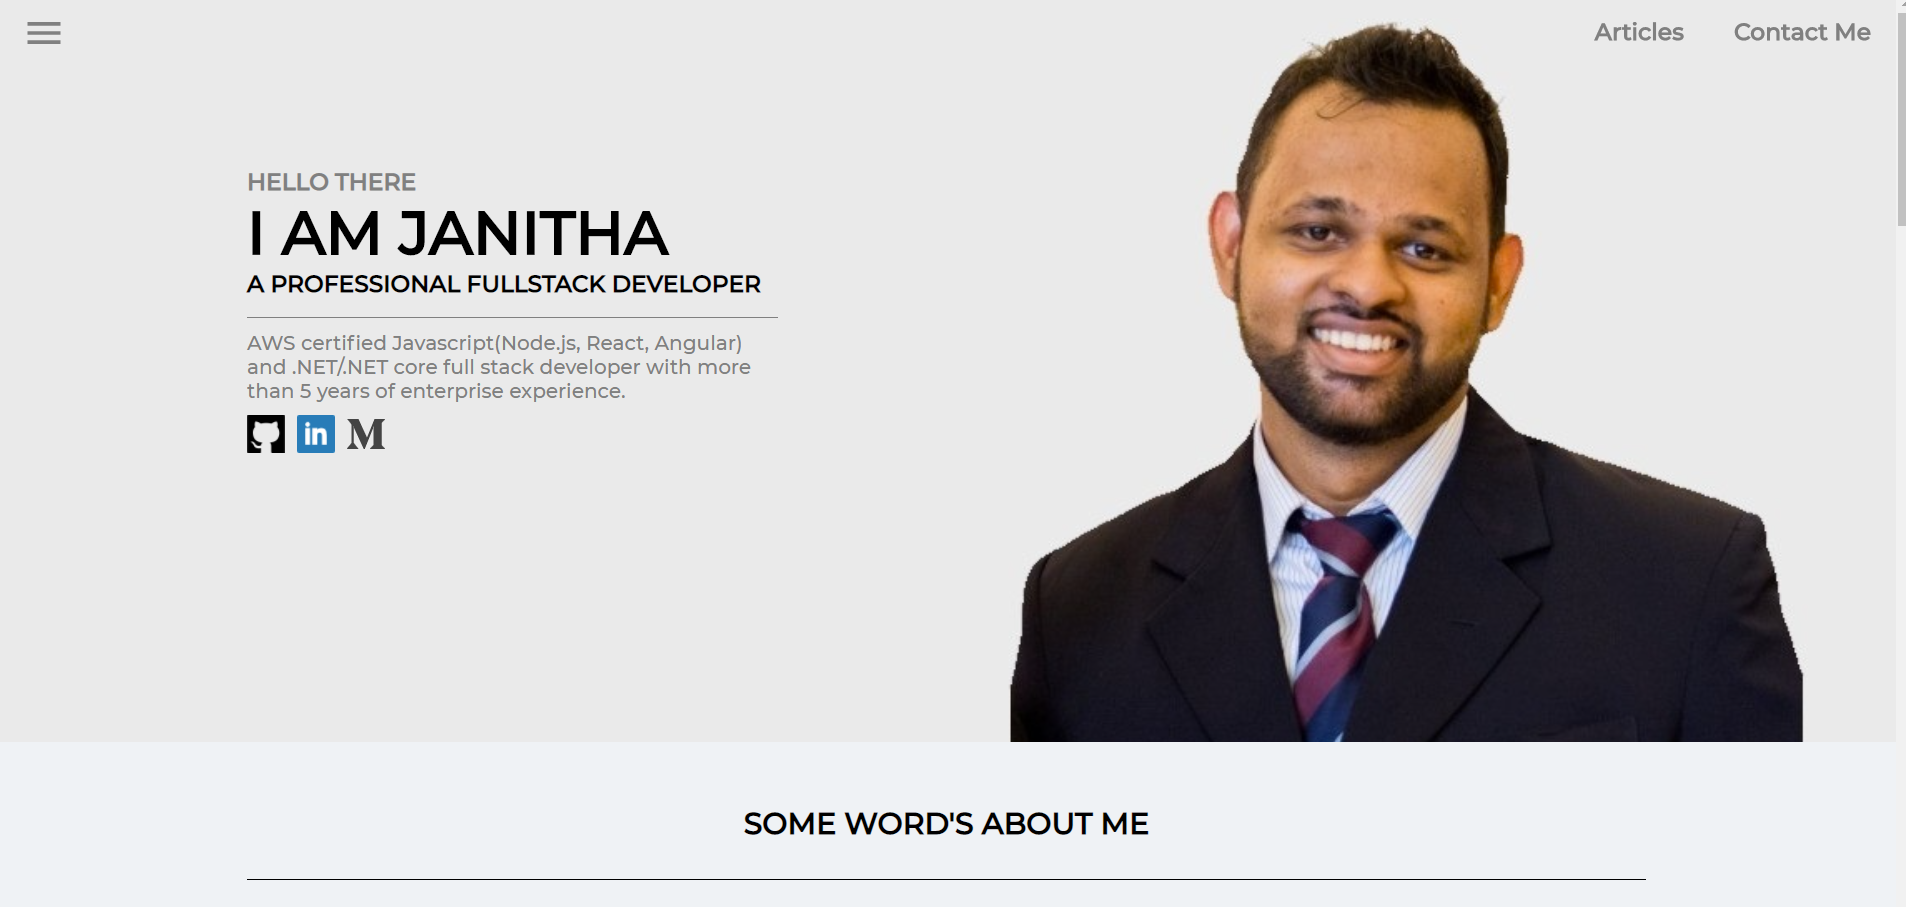 Articles
Contact Me
HELLO THERE
I AM JANITHA
A PROFESSIONAL FULLSTACK DEVELOPER
AWS certified Javascript(Node.js, React, Angular)
and .NET/.NET core full stack developer with more
than 5 years of enterprise experience.
in
M
SOME WORD'S ABOUT ME